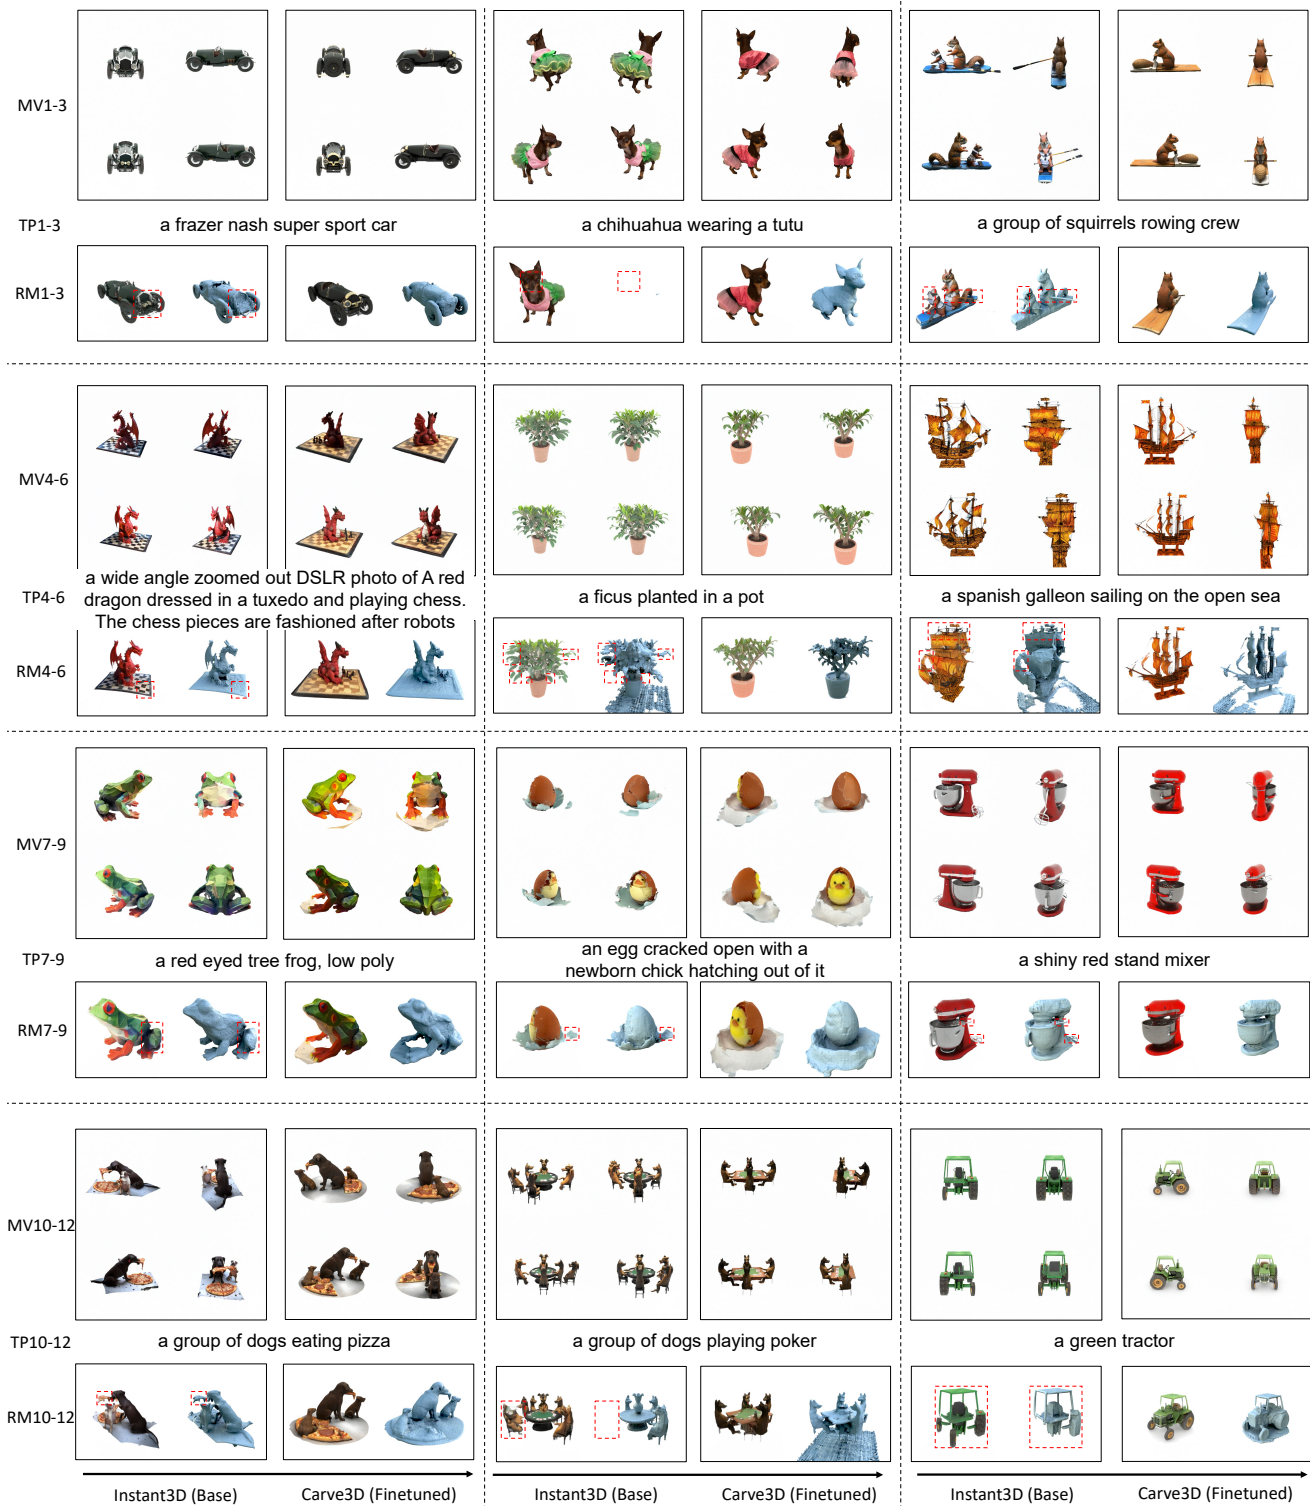 MV1-3
TP1-3
a frazer nash super sport car
a chihuahua wearing a tutu
a group of squirrels rowing crew
RM1-3
MV4-6
TP4-6
a wide angle zoomed out DSLR photo of A red
dragon dressed in a tuxedo and playing chess.
The chess pieces are fashioned after robots
a ficus planted in a pot
a spanish galleon sailing on the open sea
RM4-6
MV7-9
TP7-9
a red eyed tree frog, low poly
an egg cracked open with a
newborn chick hatching out of it
a shiny red stand mixer
RM7-9
MV10-12
TP10-12
a group of dogs eating pizza
a group of dogs playing poker
a green tractor
RM10-12
Instant3D (Base)
Carve3D (Finetuned)
Instant3D (Base)
Carve3D (Finetuned)
Instant3D (Base)
Carve3D (Finetuned)